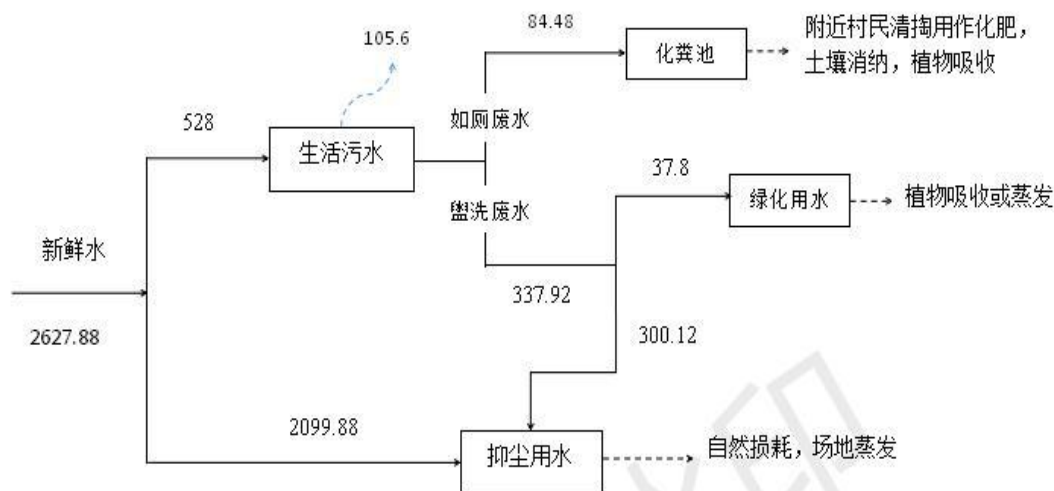 84.48
附近村民清掏用作化肥，
土壤消纳，植物吸收
105.6
化粪池
528
如厕废水
生活污水
37.8
盥洗废水
绿化用水
植物吸收或蒸发
新鲜水
337.92
2627.88
300.12
2099.88
抑尘用水
自然损耗，场地蒸发